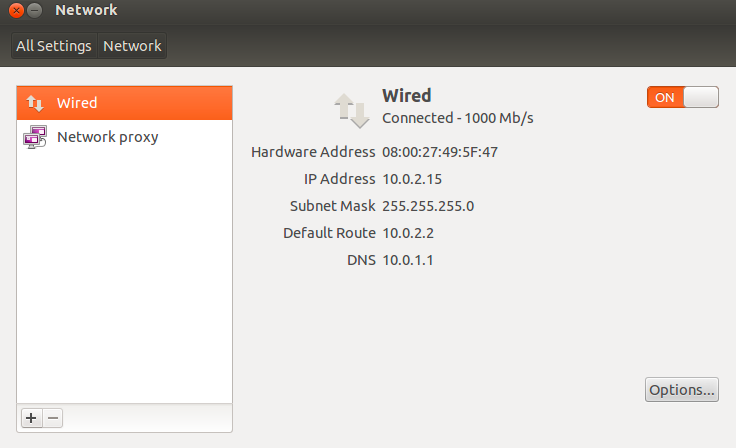 Network
All Settings Network
Wired
Network proxy
Wired
Connected - 1000 Mb/s
ON
Hardware Address 08:00:27:49:5F:47
IP Address 10.0.2.15
Subnet Mask 255.255.255.0
Default Route 10.0.2.2
DNS 10.0.1.1
Options...